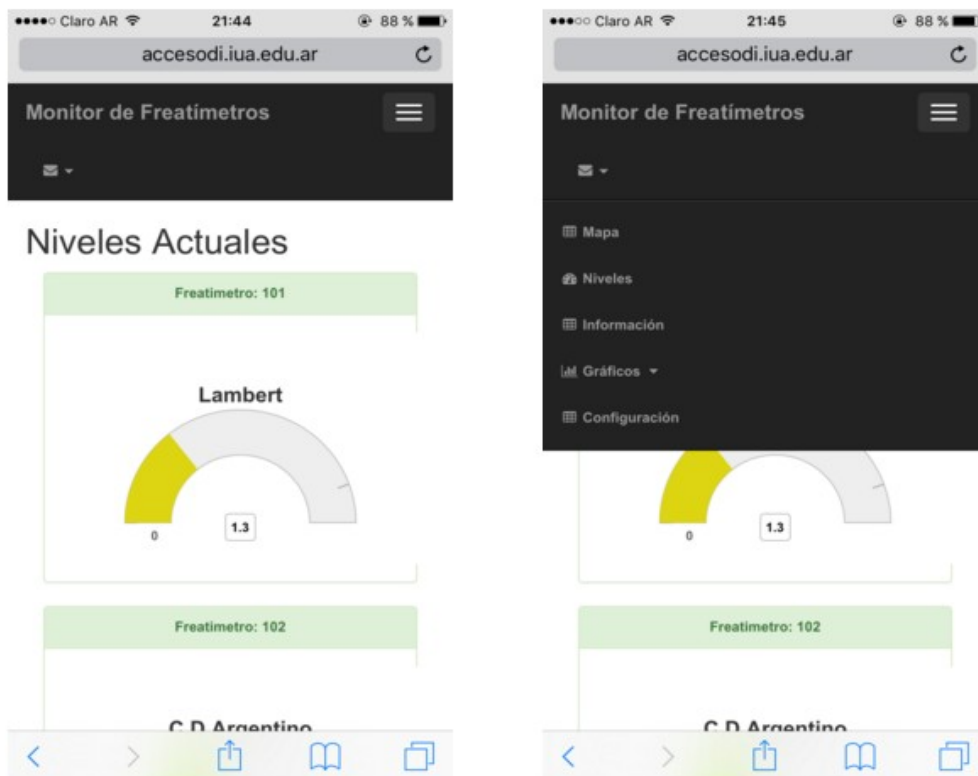 Claro AR 21:44 88 %
accesodi.iua.edu.ar
Monitor de Freatímetros
Niveles Actuales
Freatimetro: 101
Lambert
0
1.3
Freatimetro: 102
C D Argentino
Claro AR 21:45 88 %
accesodi.iua.edu.ar
Monitor de Freatímetros
Mapa
Niveles
Información
Gráficos
Configuración
0
1.3
Freatimetro: 102
C D Argentino